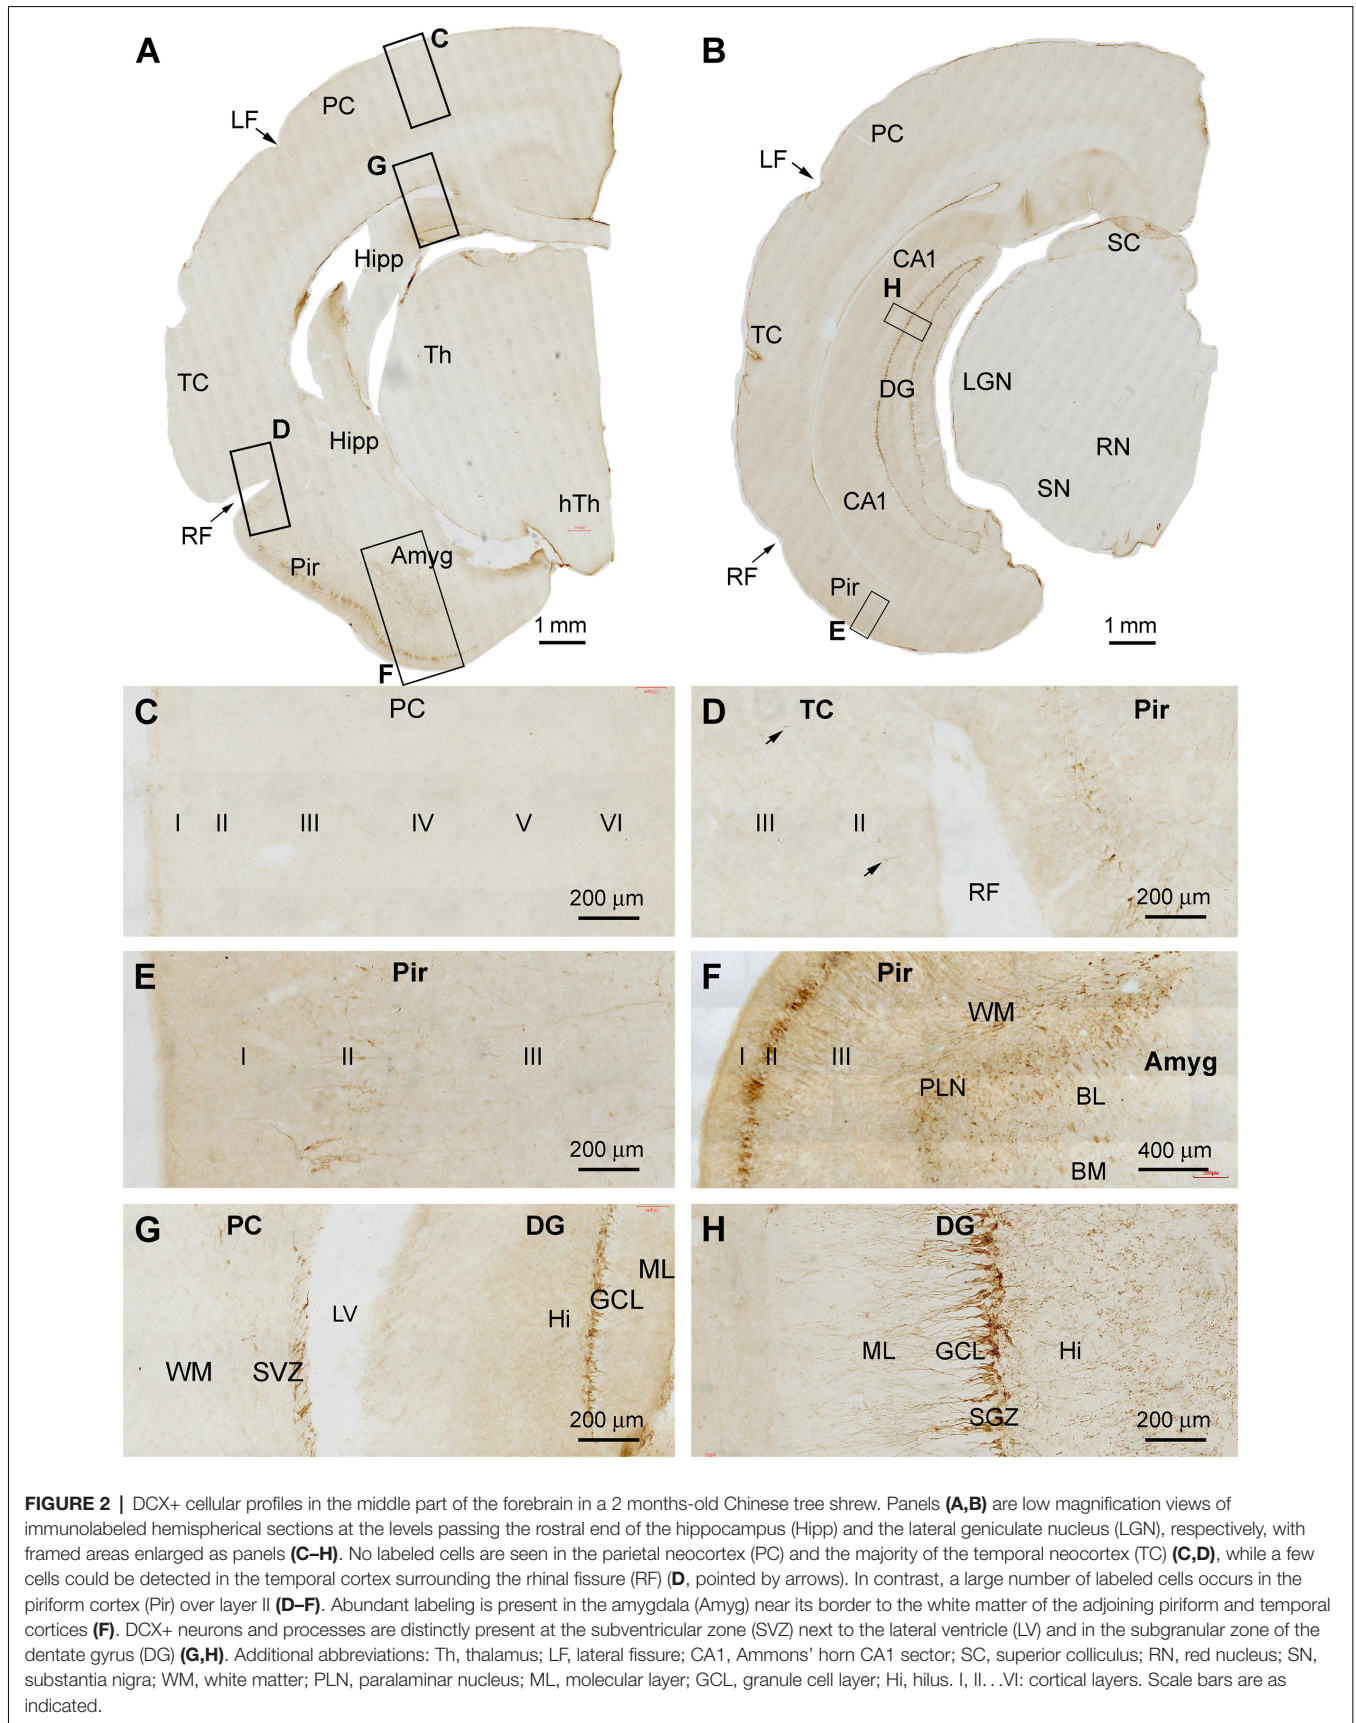 A
C
PC
LF
G
Hipp
Th
TC
D
Hipp
hTh
RF
Amyg
Pir
1 mm
F
B
PC
LF
SC
CA1
H
TC
DG
LGN
RN
SN
CA1
RF
Pir
E
1 mm
C
PC
I II III IV V VI
200 µm
D
TC
Pir
III II
RF
200 µm
E
Pir
I II III
200 µm
F
Pir
WM
I II III
Amyg
PLN
BL
400 µm
BM
G
PC
DG
ML
GCL
LV
Hi
WM
SVZ
200 µm
H
DG
ML
GCL
Hi
SGZ
200 µm
FIGURE 2 | DCX+ cellular profiles in the middle part of the forebrain in a 2 months-old Chinese tree shrew. Panels (A,B) are low magnification views of
immunolabeled hemispherical sections at the levels passing the rostral end of the hippocampus (Hipp) and the lateral geniculate nucleus (LGN), respectively, with
framed areas enlarged as panels (C–H). No labeled cells are seen in the parietal neocortex (PC) and the majority of the temporal neocortex (TC) (C,D), while a few
cells could be detected in the temporal cortex surrounding the rhinal fissure (RF) (D, pointed by arrows). In contrast, a large number of labeled cells occurs in the
piriform cortex (Pir) over layer II (D–F). Abundant labeling is present in the amygdala (Amyg) near its border to the white matter of the adjoining piriform and temporal
cortices (F). DCX+ neurons and processes are distinctly present at the subventricular zone (SVZ) next to the lateral ventricle (LV) and in the subgranular zone of the
dentate gyrus (DG) (G,H). Additional abbreviations: Th, thalamus; LF, lateral fissure; CA1, Ammons’ horn CA1 sector; SC, superior colliculus; RN, red nucleus; SN,
substantia nigra; WM, white matter; PLN, paralaminar nucleus; ML, molecular layer; GCL, granule cell layer; Hi, hilus. I, II. . .VI: cortical layers. Scale bars are as
indicated.